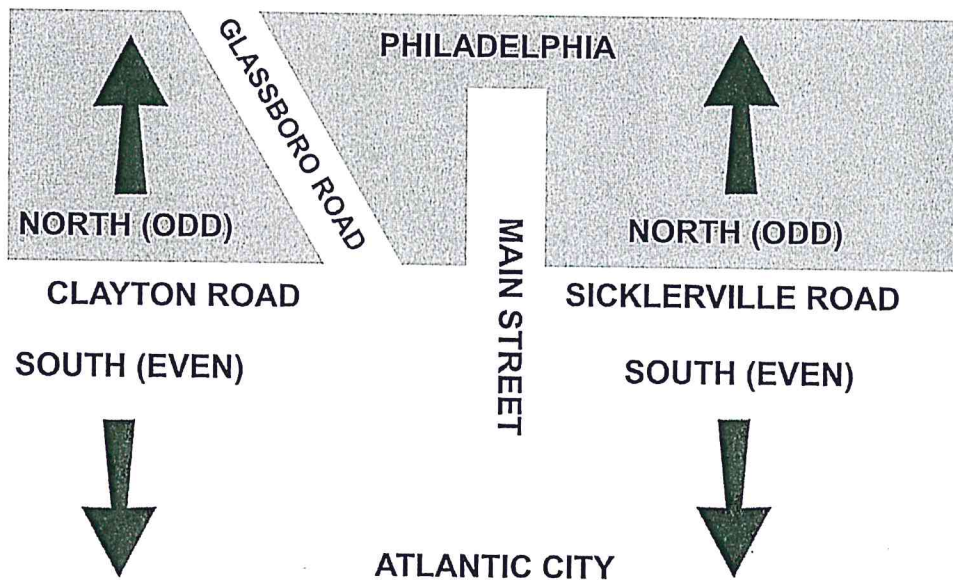 PHILADELPHIA
GLASSBORO ROAD
NORTH (ODD)
NORTH (ODD)
MAIN STREET
CLAYTON ROAD
SICKLERVILLE ROAD
SOUTH (EVEN)
SOUTH (EVEN)
ATLANTIC CITY